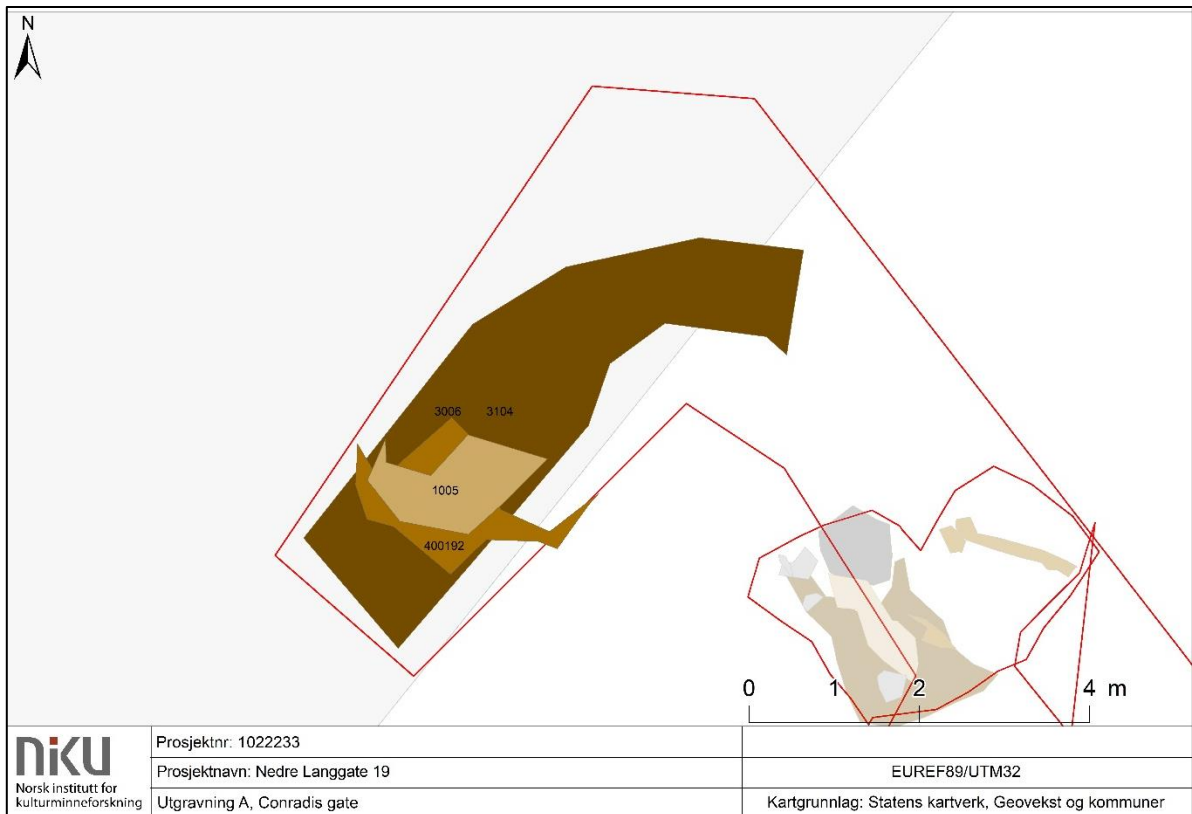 N
3006 3104
1005
400192
0 1 2 4 m
NIKU
Norsk institutt for
kulturminneforskning
Prosjektnr: 1022233
Prosjektnavn: Nedre Langgate 19
Utgravning A, Conradis gate
EUREF89/UTM32
Kartgrunnlag: Statens kartverk, Geovekst og kommuner